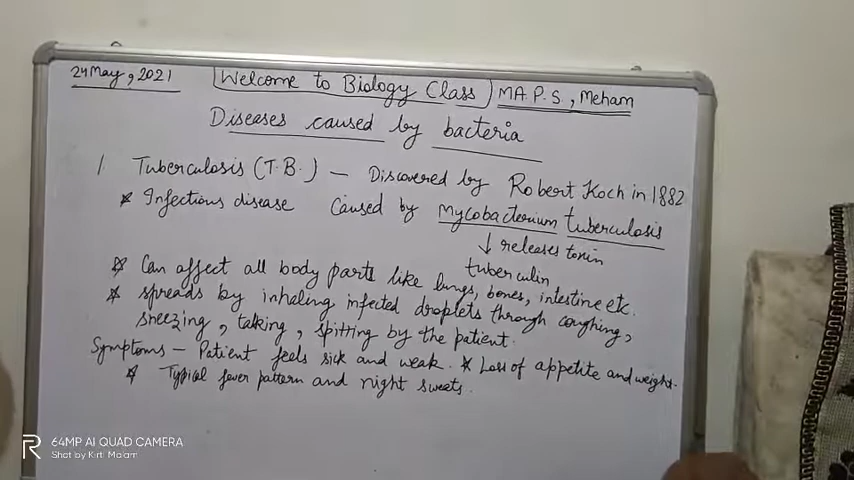 24 May, 2021 Welcome to Biology Class MA.P.S., Meham
Diseases caused by bacteria
1 Tuberculosis (T.B.) — Discovered by Robert Koch in 1882
* Infectious disease Caused by Mycobacterium tuberculosis
↓ releases toxin
tuberculin
* Can affect all body parts like lungs, bones, intestine etc.
* spreads by inhaling infected droplets through coughing,
sneezing, talking, spitting by the patient.
Symptoms — Patient feels sick and weak. * Loss of appetite and weight.
* Typical fever pattern and night sweats.
R 64MP AI QUAD CAMERA
Shot by Kirti Ma'am